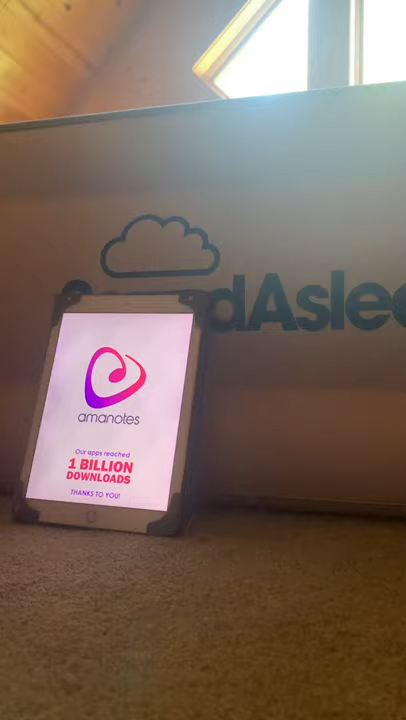 dAslee
amanotes
Our apps reached
1 BILLION
DOWNLOADS
THANKS TO YOU!